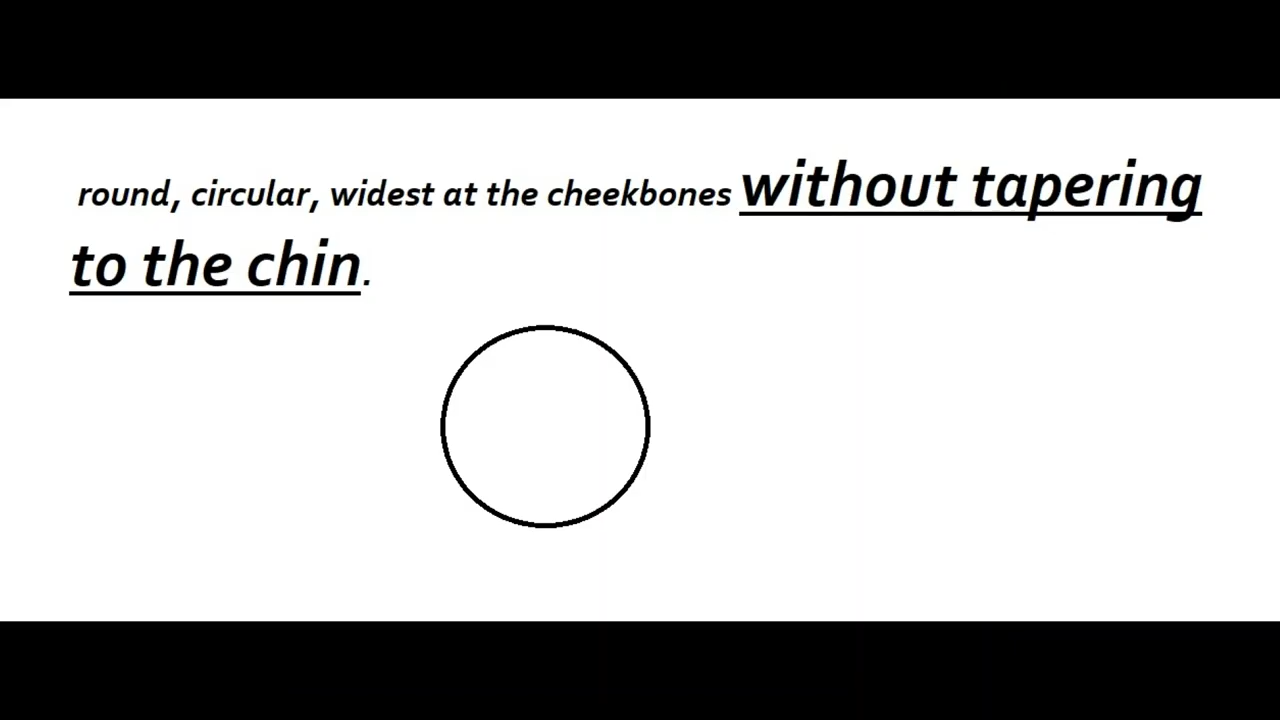 round, circular, widest at the cheekbones without tapering
to the chin.